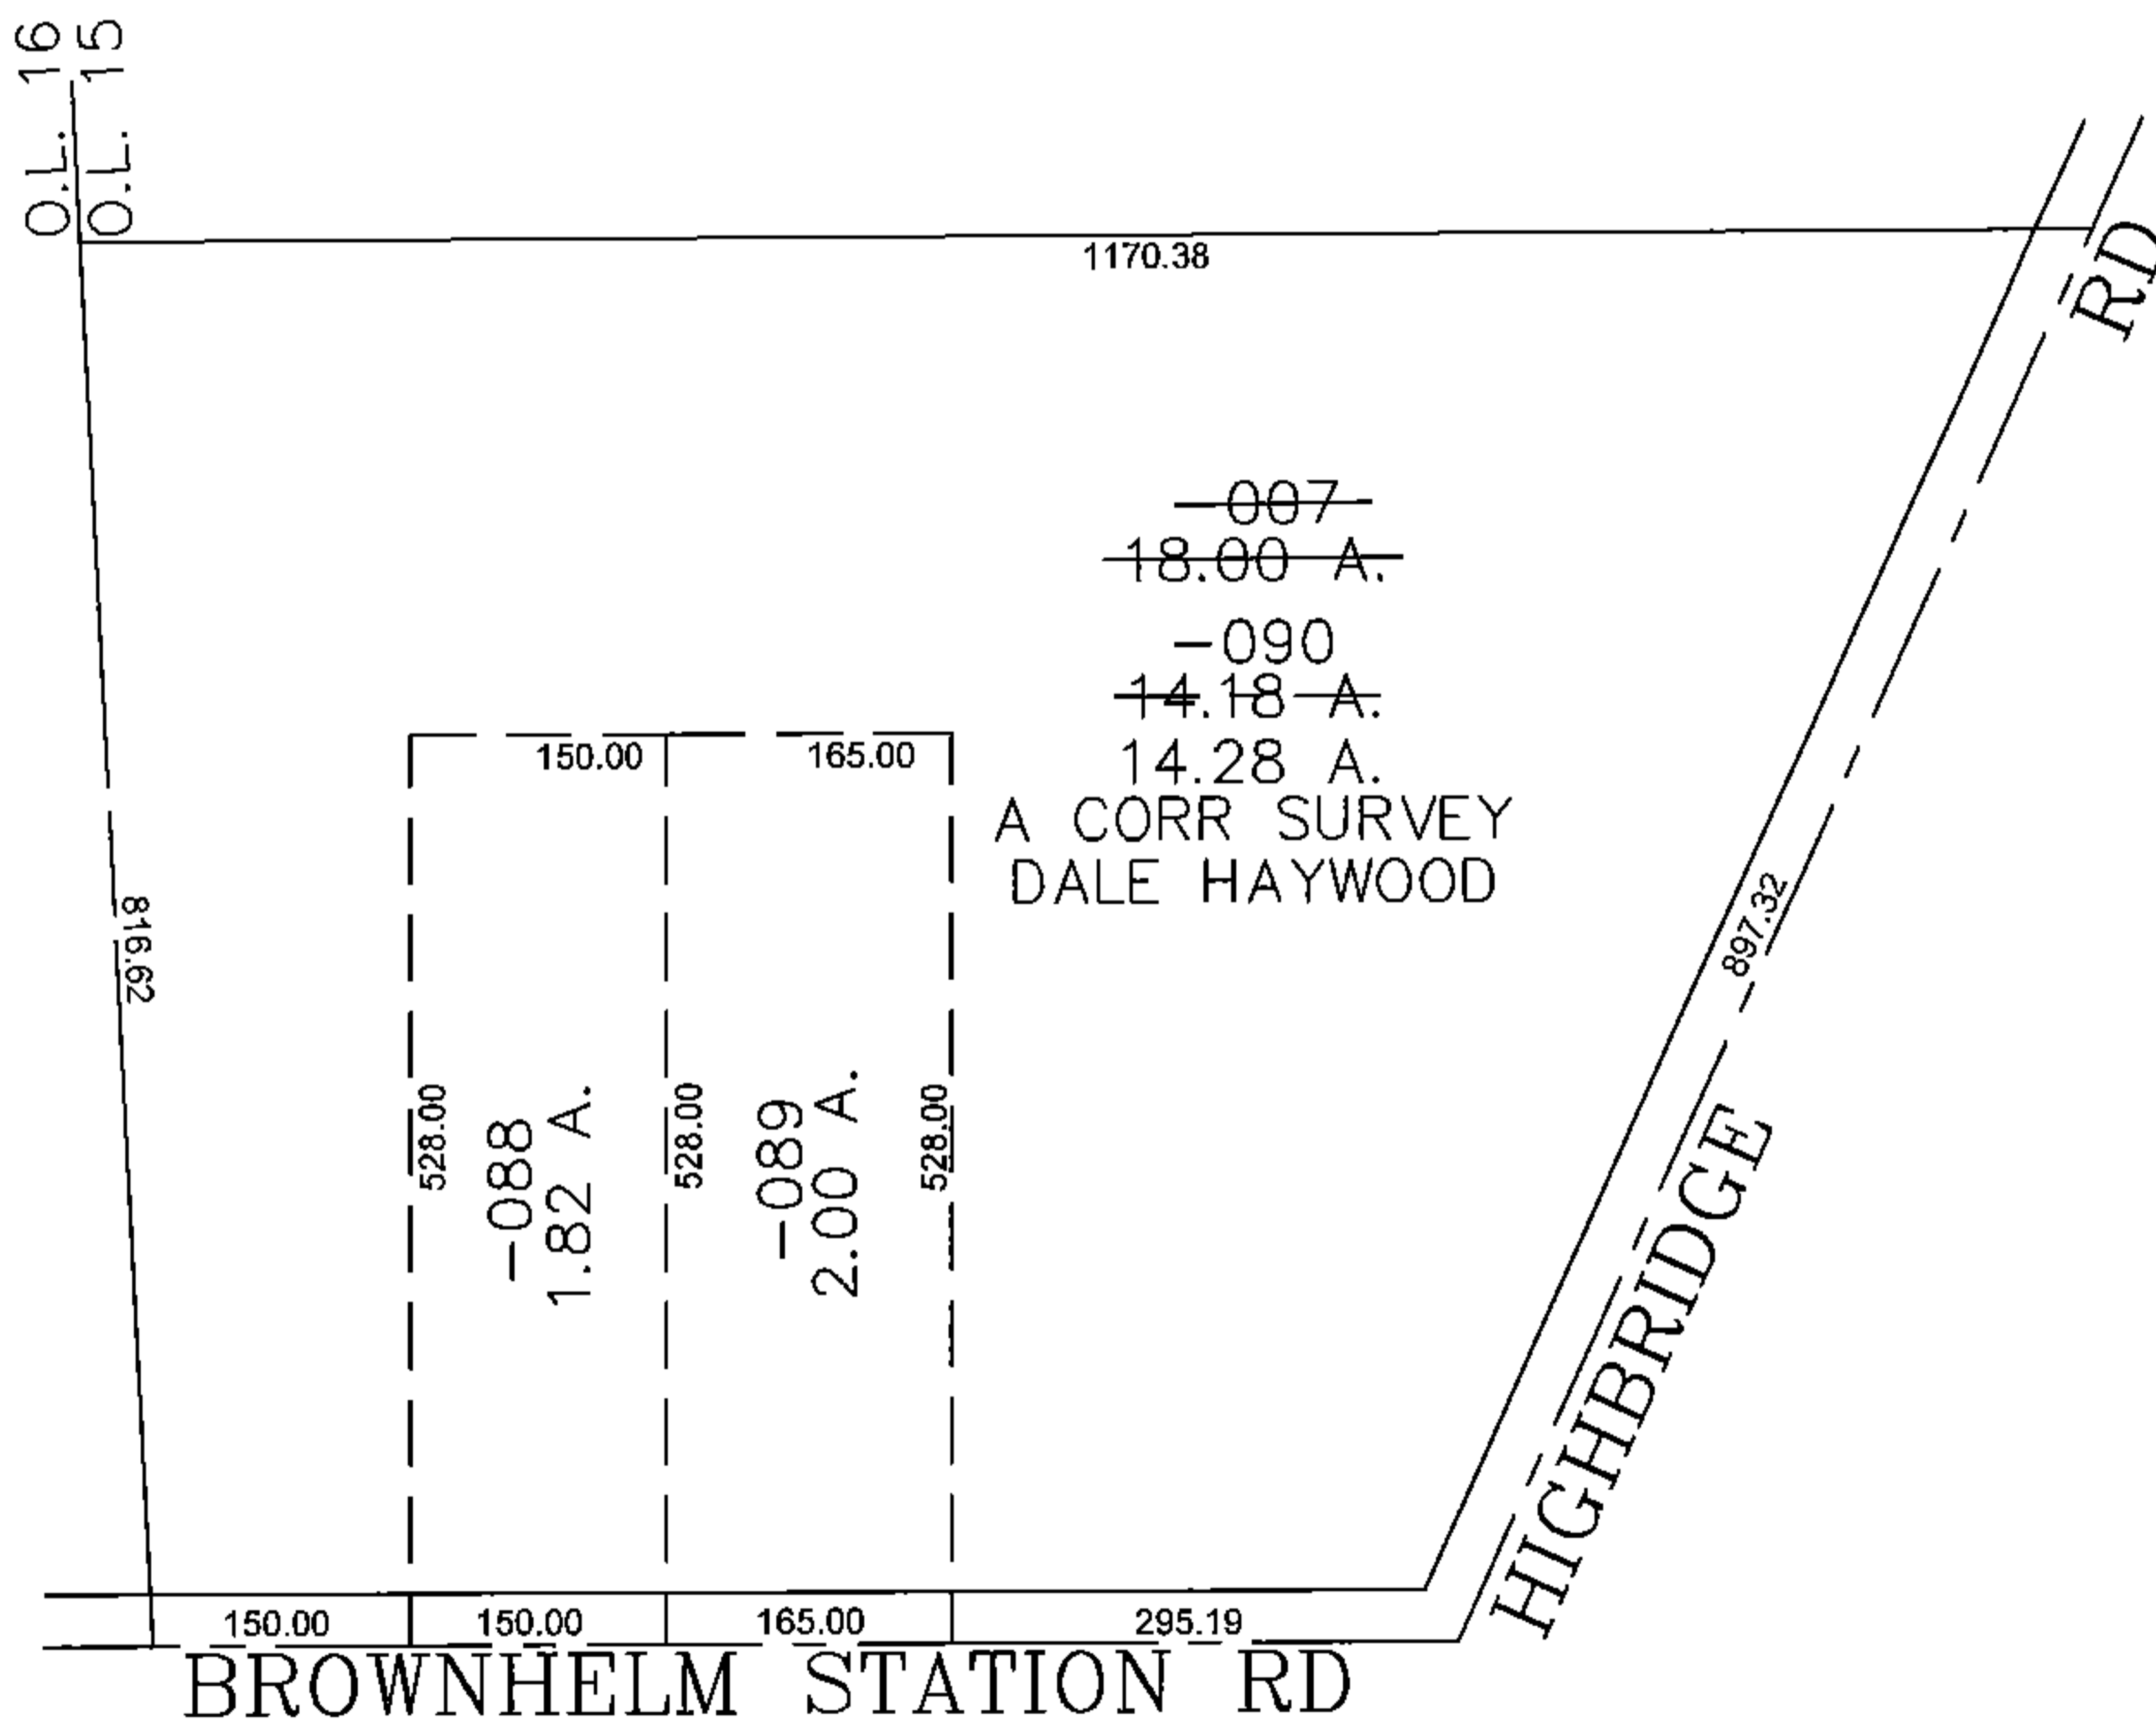 O.L. 16
O.L. 15
1170.38
RD
-007
18.00 A.
-090
14.18 A.
14.28 A.
A CORR SURVEY
DALE HAYWOOD
150.00
165.00
816.62
897.32
528.00
-088
1.82 A.
528.00
-089
2.00 A.
528.00
HIGHBRIDGE
150.00
150.00
165.00
295.19
BROWNHELM STATION RD